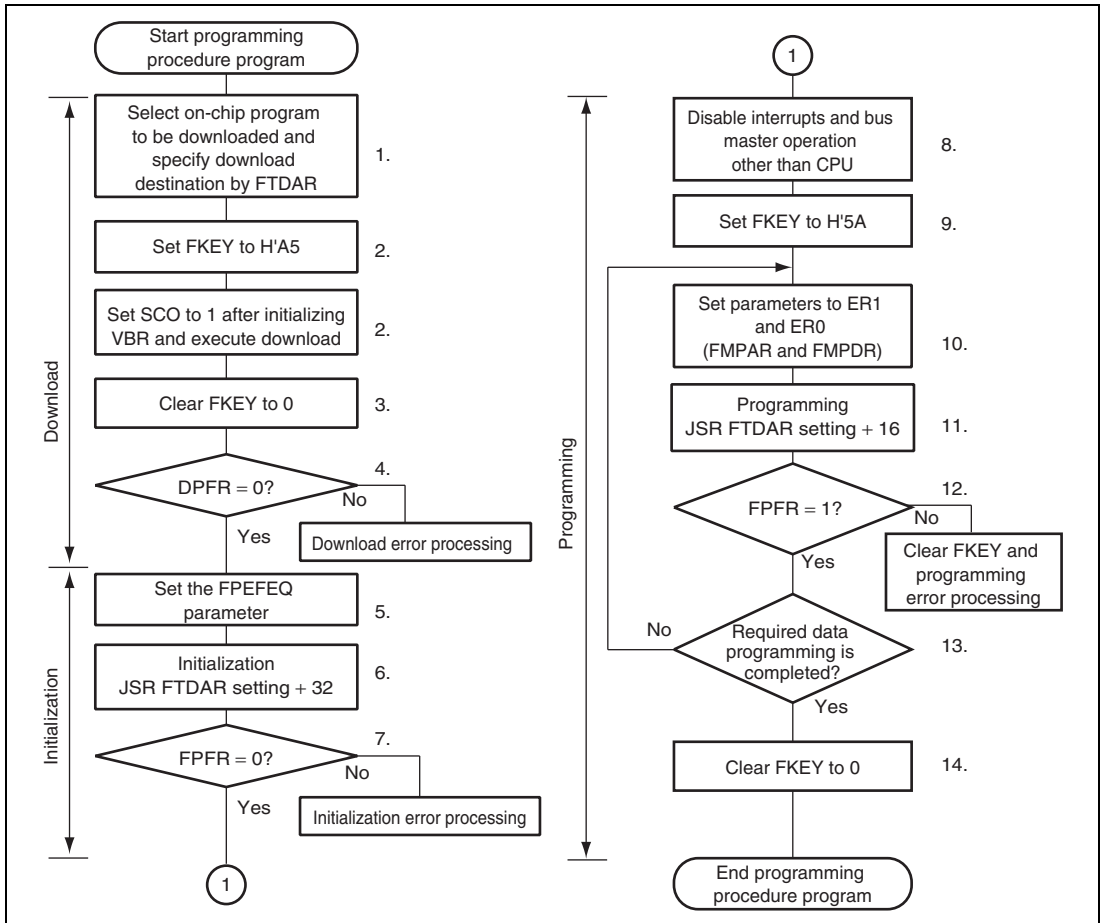 Start programming
procedure program
Download
Select on-chip program
to be downloaded and
specify download
destination by FTDAR
1.
Set FKEY to H'A5
2.
Set SCO to 1 after initializing
VBR and execute download
2.
Clear FKEY to 0
3.
DPFR = 0?
4.
No
Yes
Download error processing
Initialization
Set the FPEFEQ
parameter
5.
Initialization
JSR FTDAR setting + 32
6.
FPFR = 0?
7.
No
Yes
Initialization error processing
1
1
Programming
Disable interrupts and bus
master operation
other than CPU
8.
Set FKEY to H'5A
9.
Set parameters to ER1
and ER0
(FMPAR and FMPDR)
10.
Programming
JSR FTDAR setting + 16
11.
FPFR = 1?
12.
No
Yes
Clear FKEY and
programming
error processing
Required data
programming is
completed?
13.
No
Yes
Clear FKEY to 0
14.
End programming
procedure program